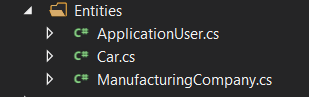 Entities
C# ApplicationUser.cs
C# Car.cs
C# ManufacturingCompany.cs